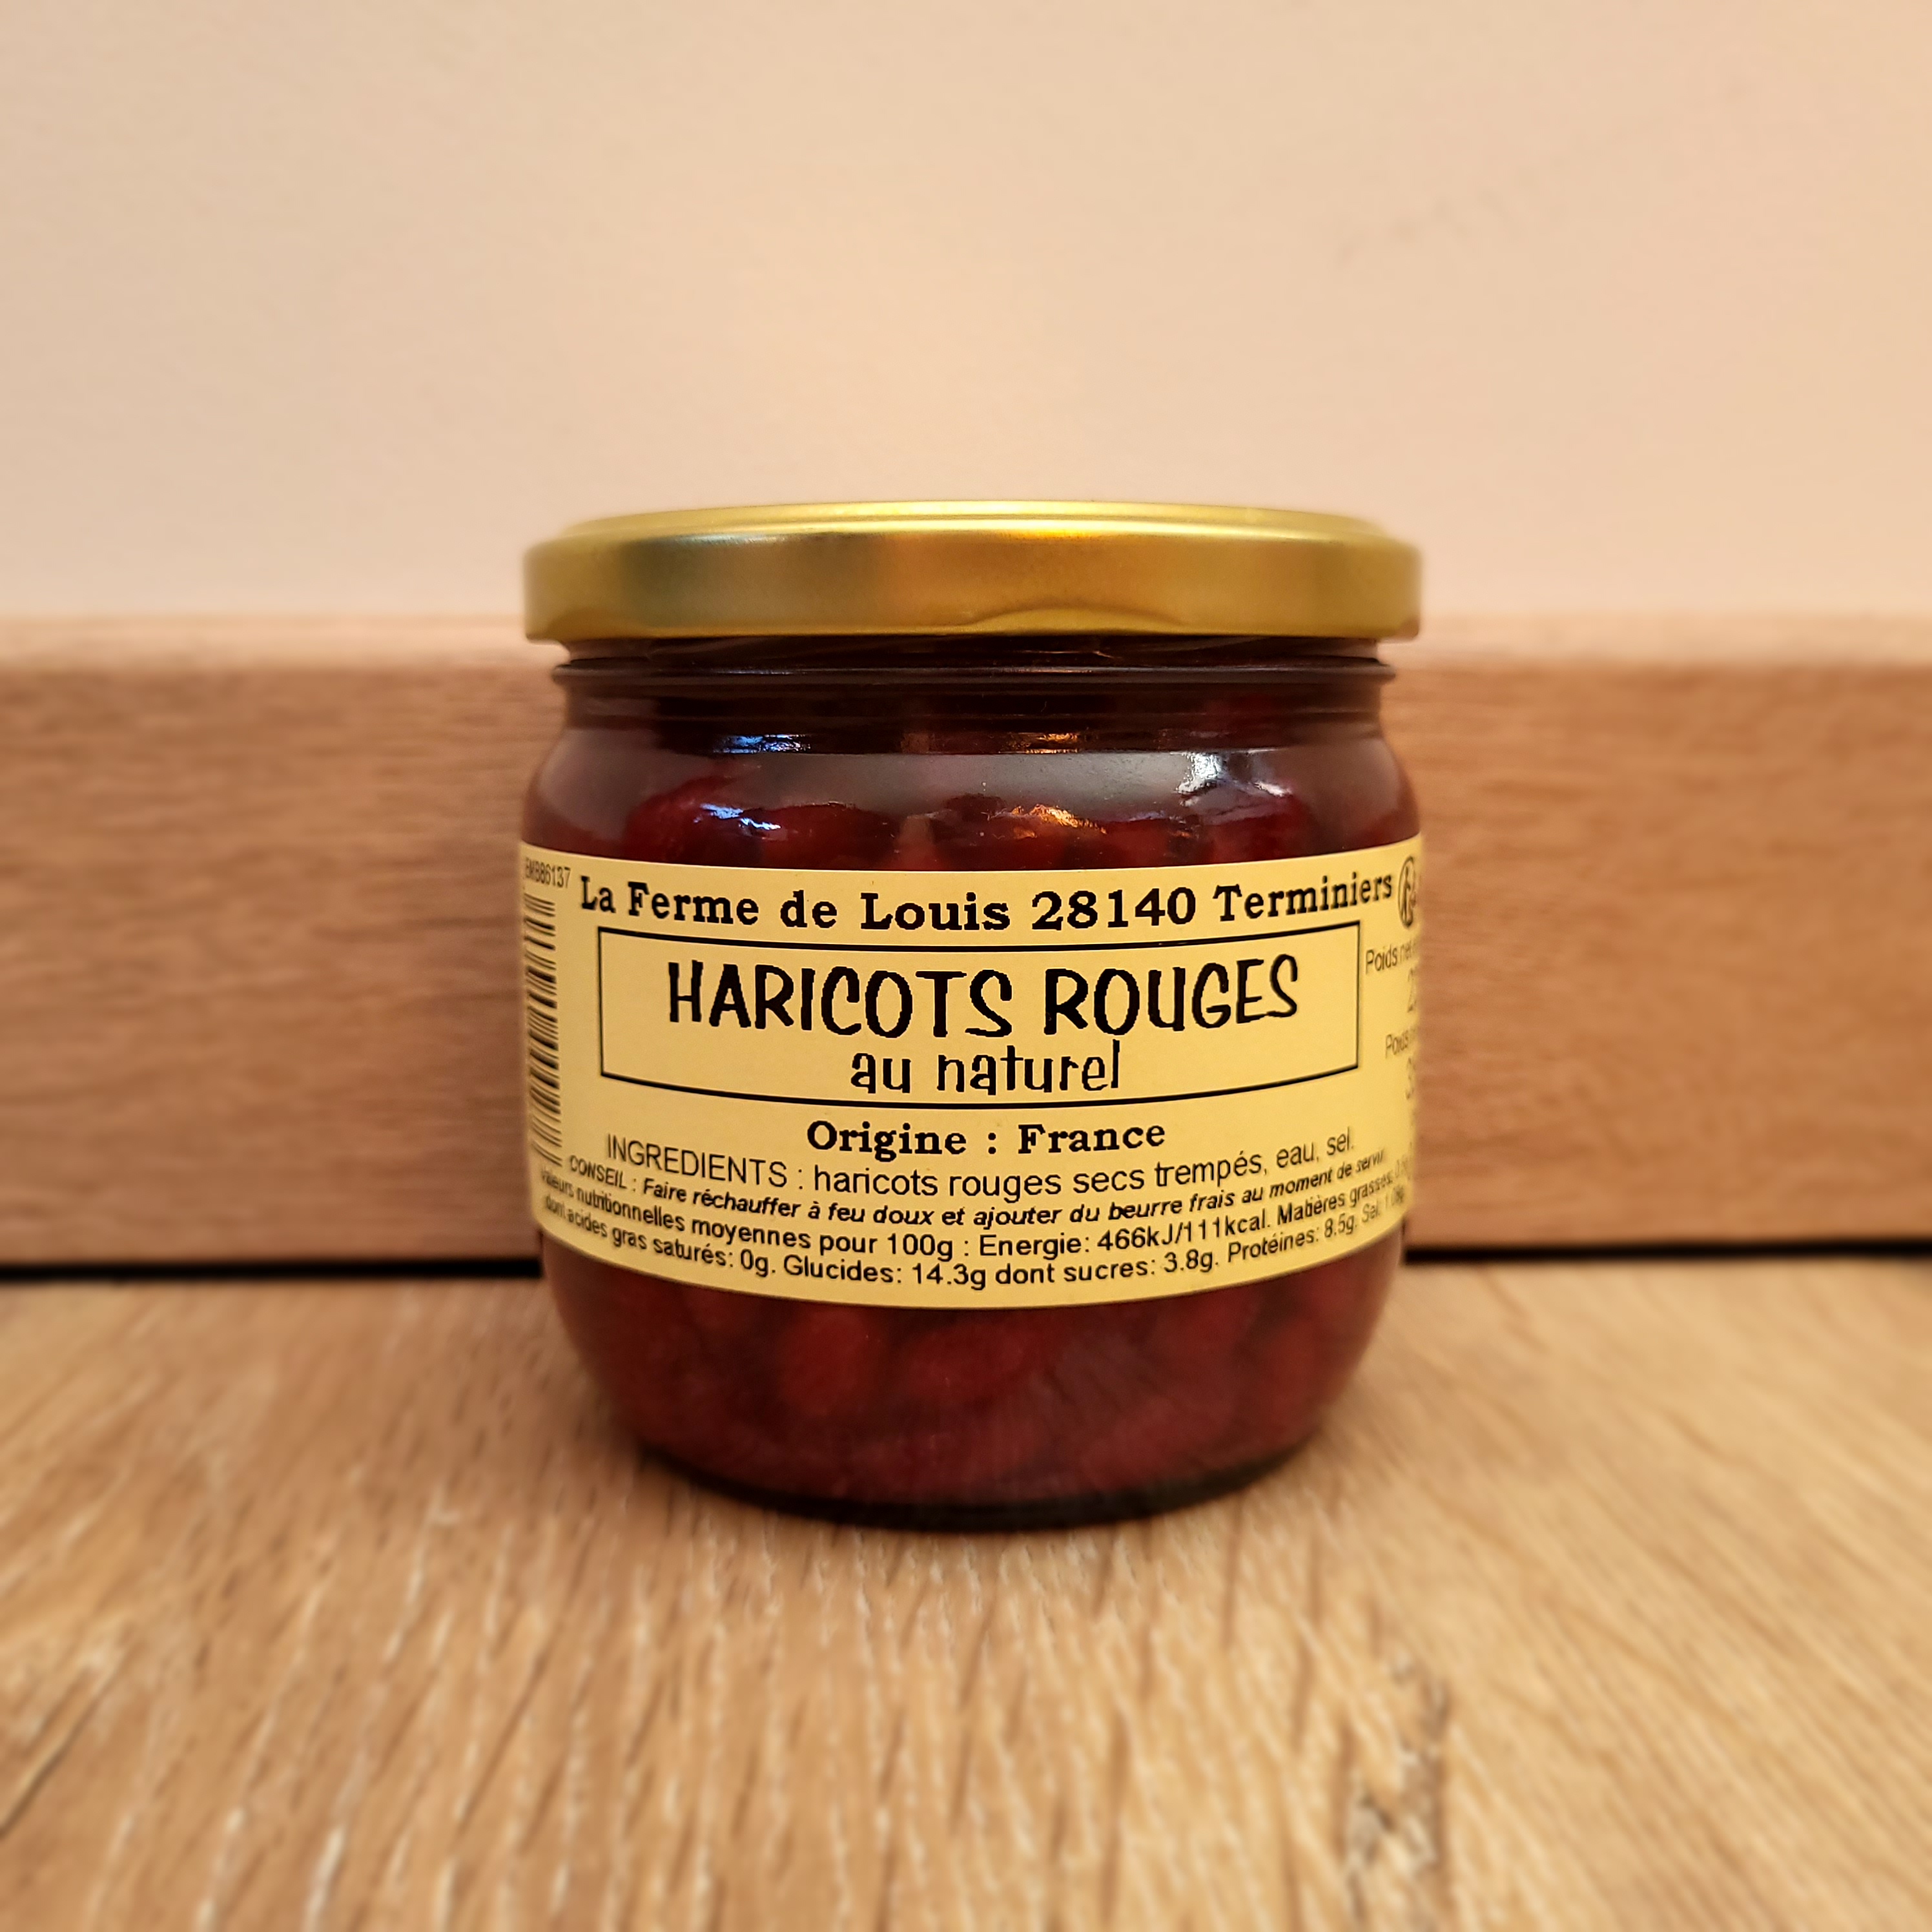 EMB86137
La Ferme de Louis 28140 Terminiers
HARICOTS ROUGES
au naturel
Origine : France
INGREDIENTS : haricots rouges secs trempés, eau, sel.
CONSEIL : Faire réchauffer à feu doux et ajouter du beurre frais au moment de servir.
Valeurs nutritionnelles moyennes pour 100g : Energie: 466kJ/111kcal. Matières grasses:
dont acides gras saturés: 0g. Glucides: 14.3g dont sucres: 3.8g. Protéines: 8.5g. Sel:
Poids net
Poids